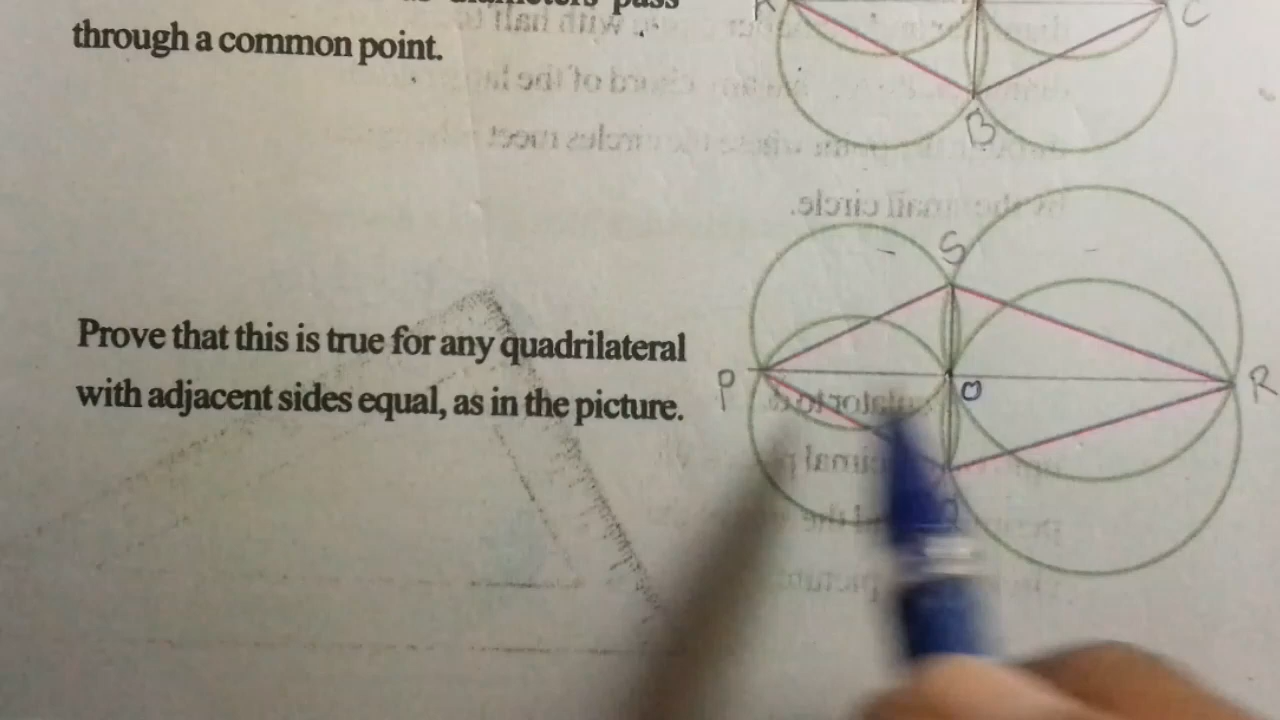 pass
through a common point.
C
B
S
Prove that this is true for any quadrilateral
P
O
R
with adjacent sides equal, as in the picture.